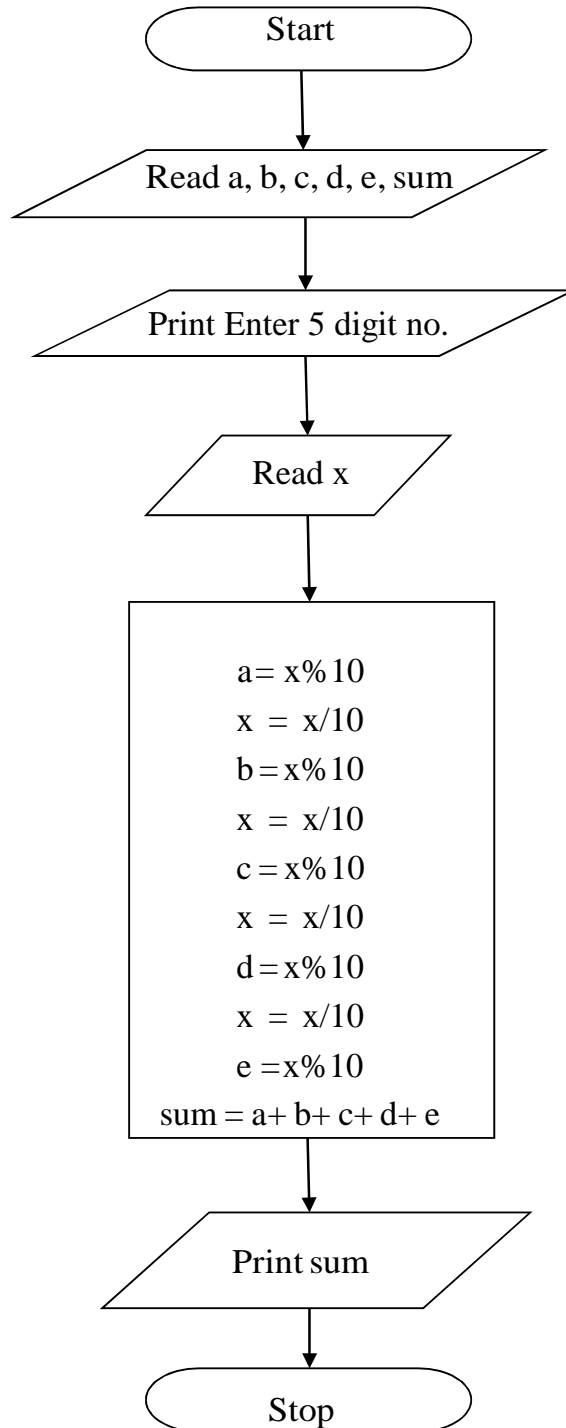 Start
Read a, b, c, d, e, sum
Print Enter 5 digit no.
Read x
a= x%10
x = x/10
b=x%10
x = x/10
c=x%10
x = x/10
d=x%10
x = x/10
e =x%10
sum = a+ b+ c+ d+ e
Print sum
Stop